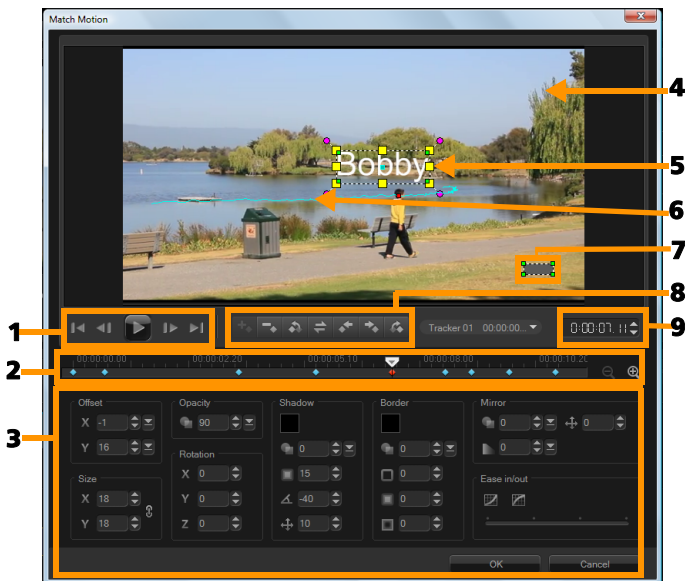 Match Motion
4
Bobby
5
6
7
8
1
Tracker 01 00:00:00...
0:00:07. 11
9
2
00:00:00.00 00:00:02.20 00:00:05.10 00:00:08.00 00:00:10.20
3
Offset Opacity Shadow Border Mirror
X -1 90 0 0 0 0
Y 16 Rotation 15 0 0
Size X 0 -40 0 Ease in/out
X 18 Y 0 10 0
Y 18 Z 0
OK Cancel